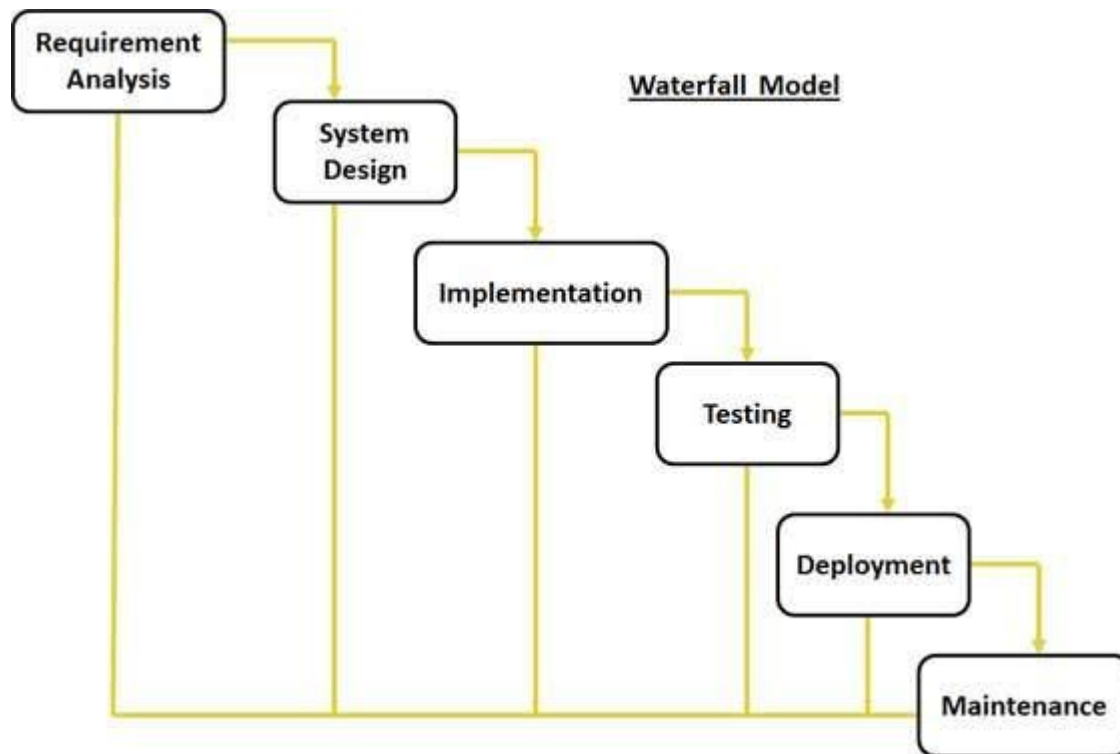 Requirement
Analysis
Waterfall Model
System
Design
Implementation
Testing
Deployment
Maintenance